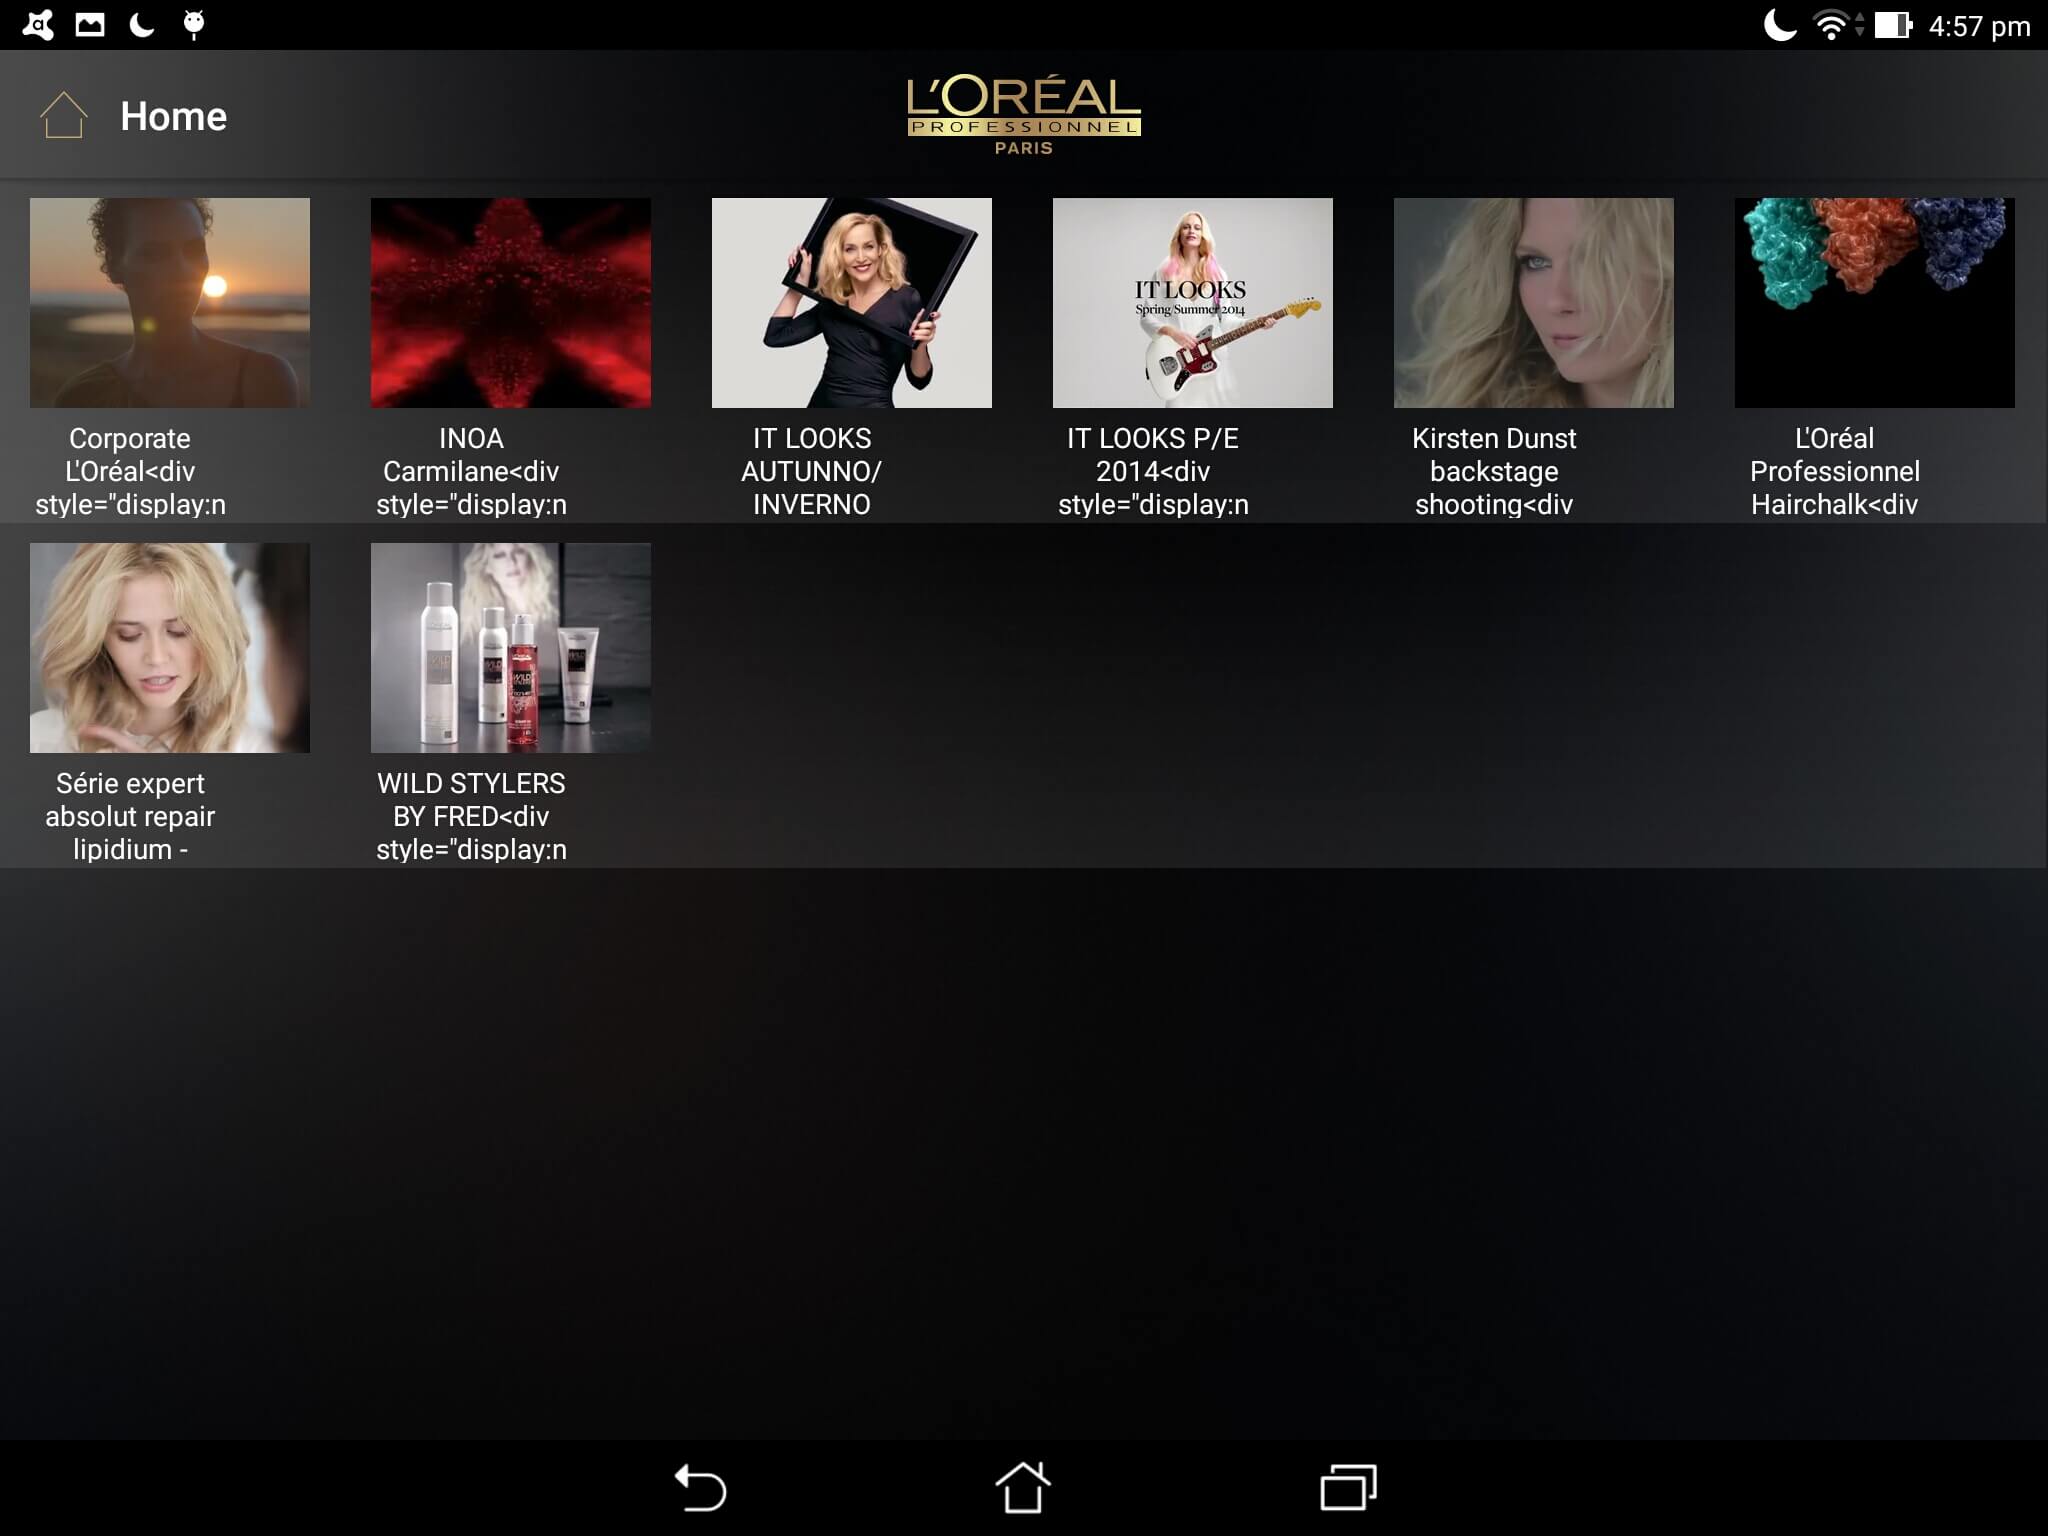 4:57 pm
Home
L'ORÉAL
PROFESSIONNEL
PARIS
IT LOOKS
Spring/Summer 2014
Corporate
L'Oréal<div
style="display:n
INOA
Carmilane<div
style="display:n
IT LOOKS
AUTUNNO/
INVERNO
IT LOOKS P/E
2014<div
style="display:n
Kirsten Dunst
backstage
shooting<div
L'Oréal
Professionnel
Hairchalk<div
WILD
WILD
Série expert
absolut repair
lipidium -
WILD STYLERS
BY FRED<div
style="display:n